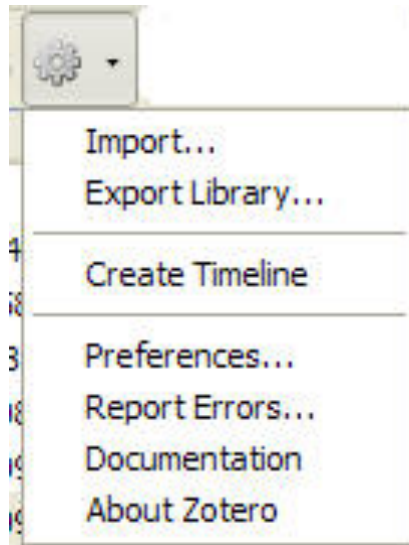 Import...
Export Library...
Create Timeline
Preferences...
Report Errors...
Documentation
About Zotero